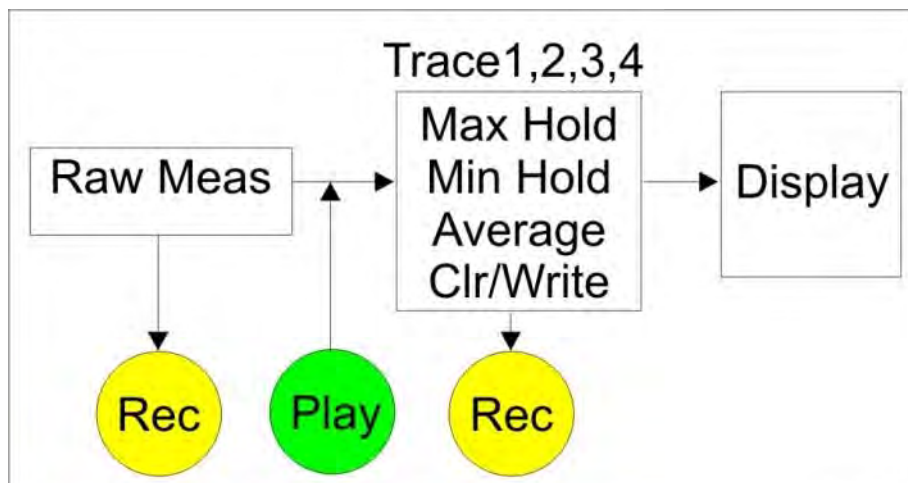 Trace1,2,3,4
Raw Meas
Max Hold
Min Hold
Average
Clr/Write
Display
Rec
Play
Rec